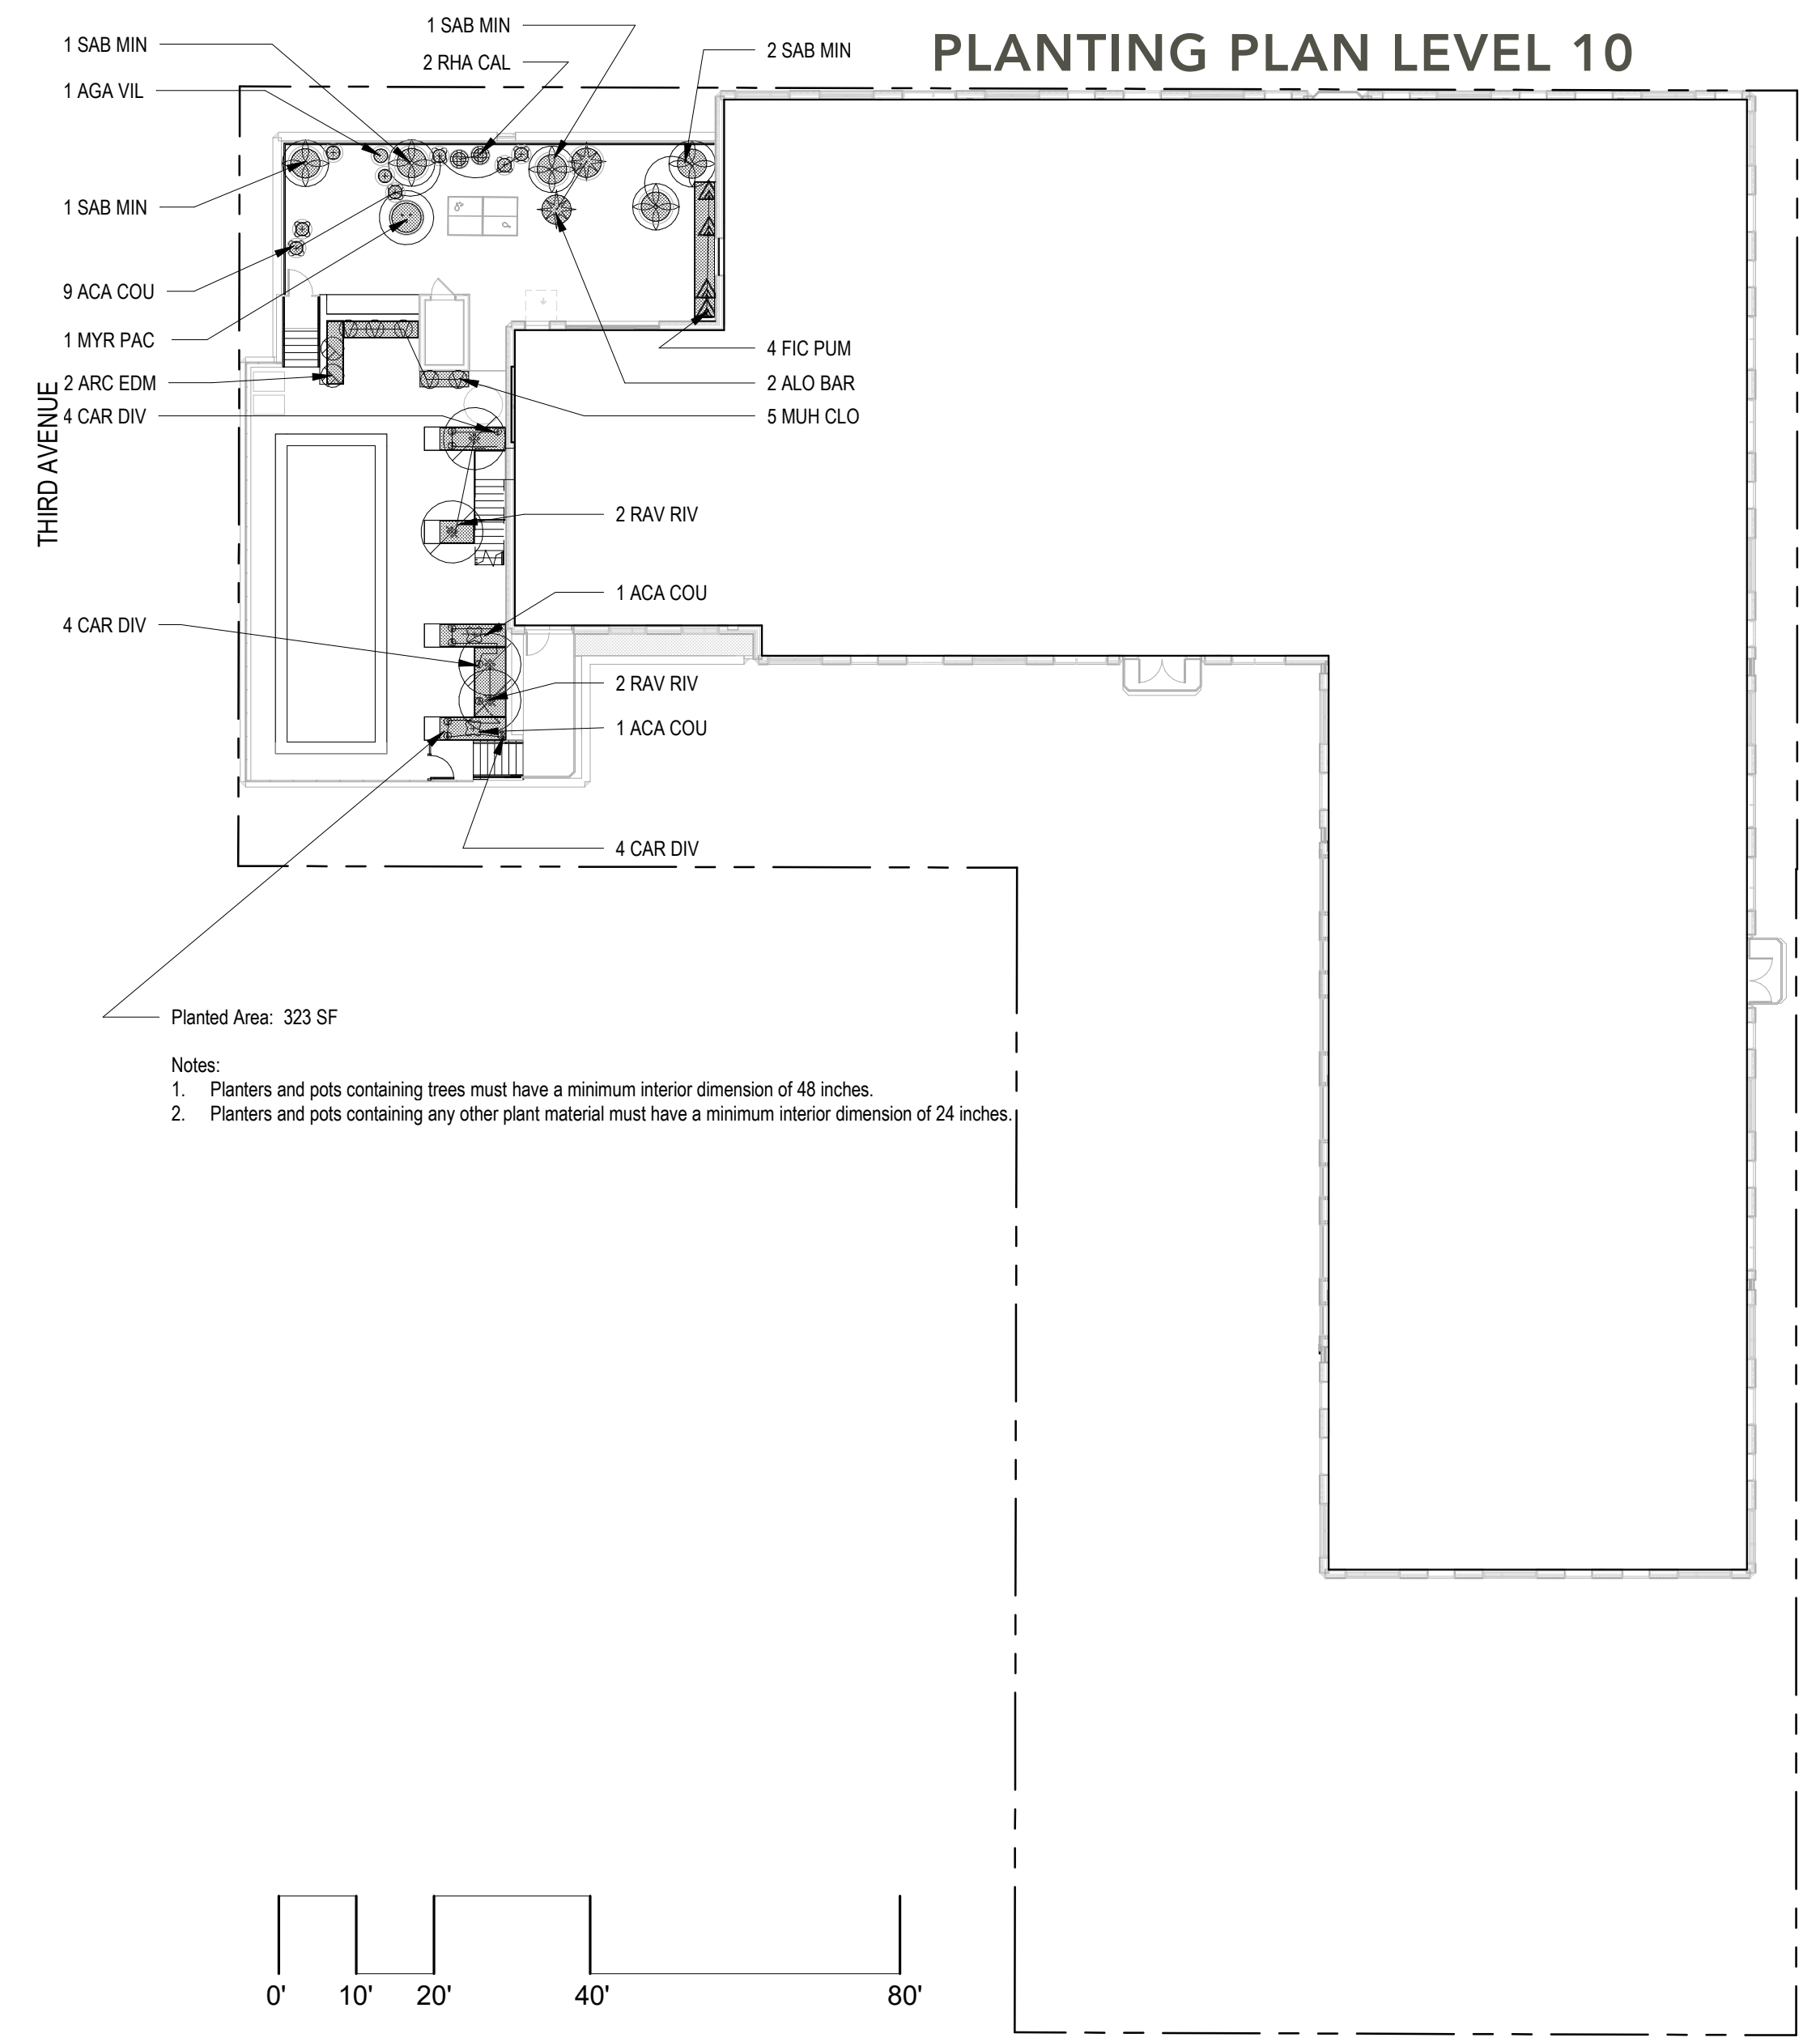 PLANTING PLAN LEVEL 10
1 SAB MIN
2 RHA CAL
2 SAB MIN
1 SAB MIN
1 AGA VIL
1 SAB MIN
9 ACA COU
1 MYR PAC
2 ARC EDM
4 CAR DIV
4 CAR DIV
THIRD AVENUE
4 FIC PUM
2 ALO BAR
5 MUH CLO
2 RAV RIV
1 ACA COU
2 RAV RIV
1 ACA COU
4 CAR DIV
Planted Area: 323 SF
Notes:
1. Planters and pots containing trees must have a minimum interior dimension of 48 inches.
2. Planters and pots containing any other plant material must have a minimum interior dimension of 24 inches.
0' 10' 20' 40' 80'